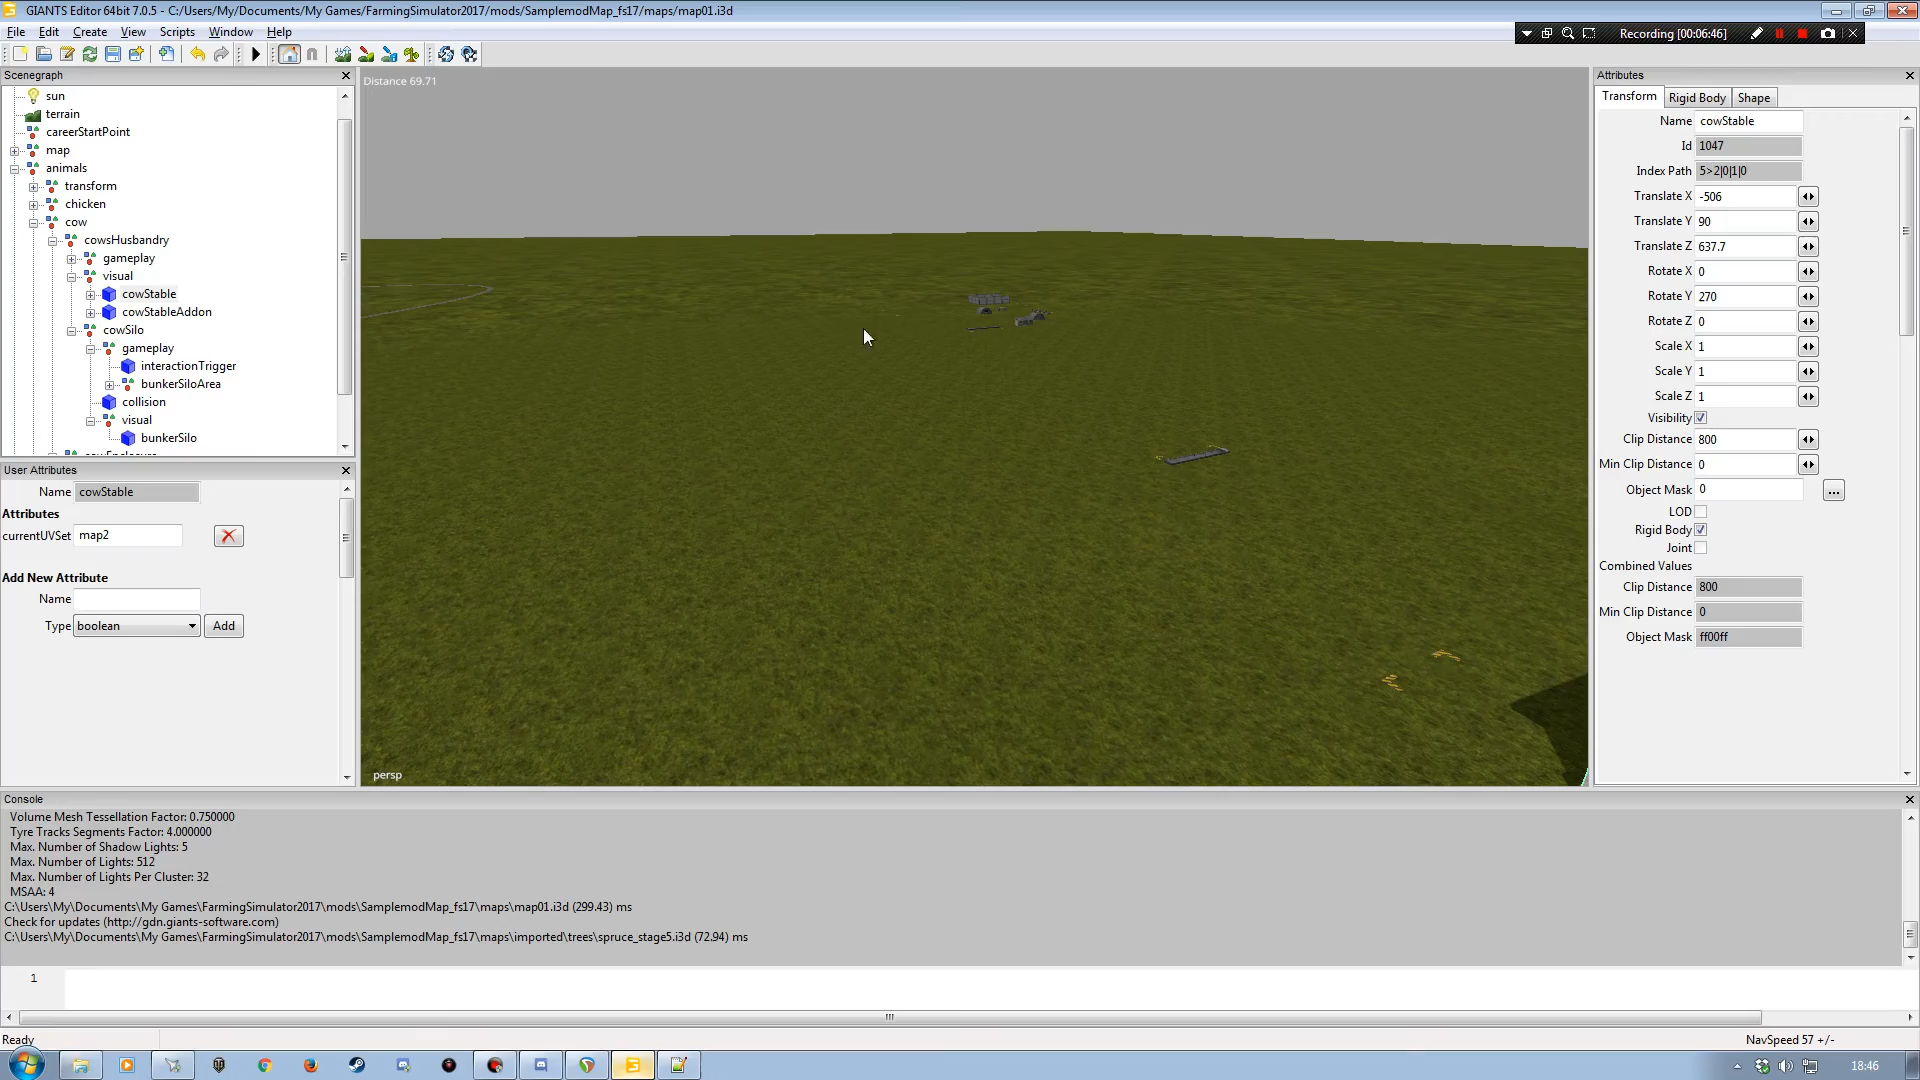 GIANTS Editor 64bit 7.0.5 - C:/Users/My/Documents/My Games/FarmingSimulator2017/mods/SamplemodMap_fs17/maps/map01.i3d
File Edit Create View Scripts Window Help
Recording [00:06:46]
Scenegraph
sun
terrain
careerStartPoint
map
animals
transform
chicken
cow
cowsHusbandry
gameplay
visual
cowStable
cowStableAddon
cowSilo
gameplay
interactionTrigger
bunkerSiloArea
collision
visual
bunkerSilo
User Attributes
Name cowStable
Attributes
currentUVSet map2
Add New Attribute
Name
Type boolean Add
Distance 69.71
persp
Attributes
Transform Rigid Body Shape
Name cowStable
Id 1047
Index Path 5>2|0|1|0
Translate X -506
Translate Y 90
Translate Z 637.7
Rotate X 0
Rotate Y 270
Rotate Z 0
Scale X 1
Scale Y 1
Scale Z 1
Visibility
Clip Distance 800
Min Clip Distance 0
Object Mask 0 ...
LOD
Rigid Body
Joint
Combined Values
Clip Distance 800
Min Clip Distance 0
Object Mask ff00ff
Console
Volume Mesh Tessellation Factor: 0.750000
Tyre Tracks Segments Factor: 4.000000
Max. Number of Shadow Lights: 5
Max. Number of Lights: 512
Max. Number of Lights Per Cluster: 32
MSAA: 4
C:\Users\My\Documents\My Games\FarmingSimulator2017\mods\SamplemodMap_fs17\maps\map01.i3d (299.43) ms
Check for updates (http://gdn.giants-software.com)
C:\Users\My\Documents\My Games\FarmingSimulator2017\mods\SamplemodMap_fs17\maps\imported\trees\spruce_stage5.i3d (72.94) ms
1
Ready
NavSpeed 57 +/-
18:46